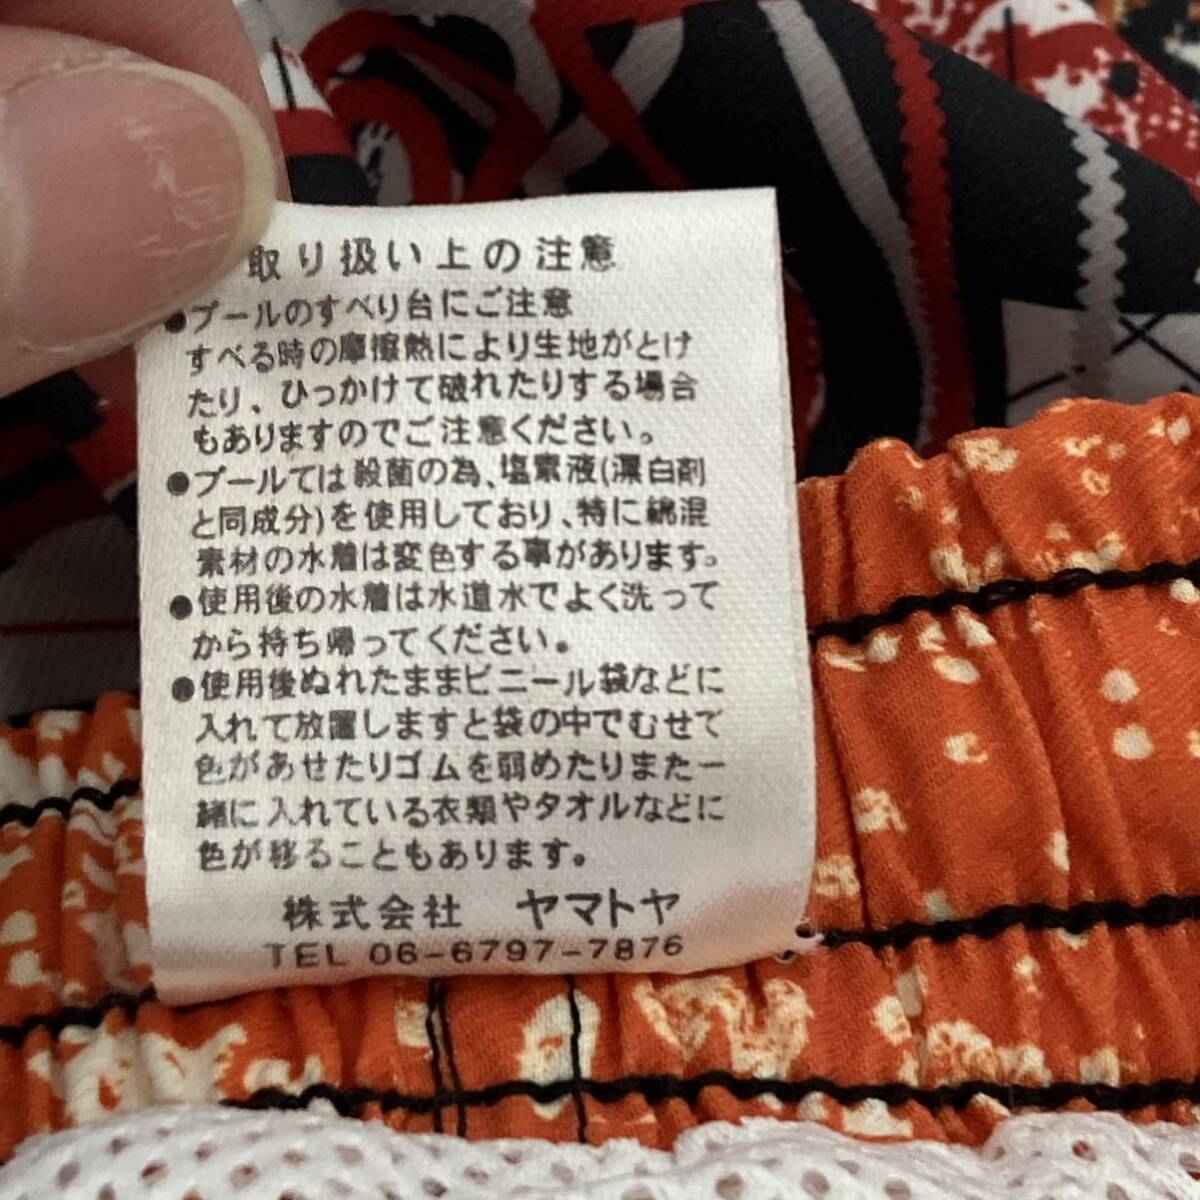 取り扱い上の注意
●プールのすべり台にご注意
すべる時の摩擦熱により生地がとけ
たり、ひっかけて破れたりする場合
もありますのでご注意ください。
●プールでは殺菌の為、塩素液(漂白剤
と同成分)を使用しており、特に綿混
素材の水着は変色する事があります。
●使用後の水着は水道水でよく洗って
から持ち帰ってください。
●使用後ぬれたままビニール袋などに
入れて放置しますと袋の中でむせて
色があせたりゴムを弱めたりまた一
緒に入れている衣類やタオルなどに
色が移ることもあります。
株式会社 ヤマトヤ
TEL 06-6797-7876